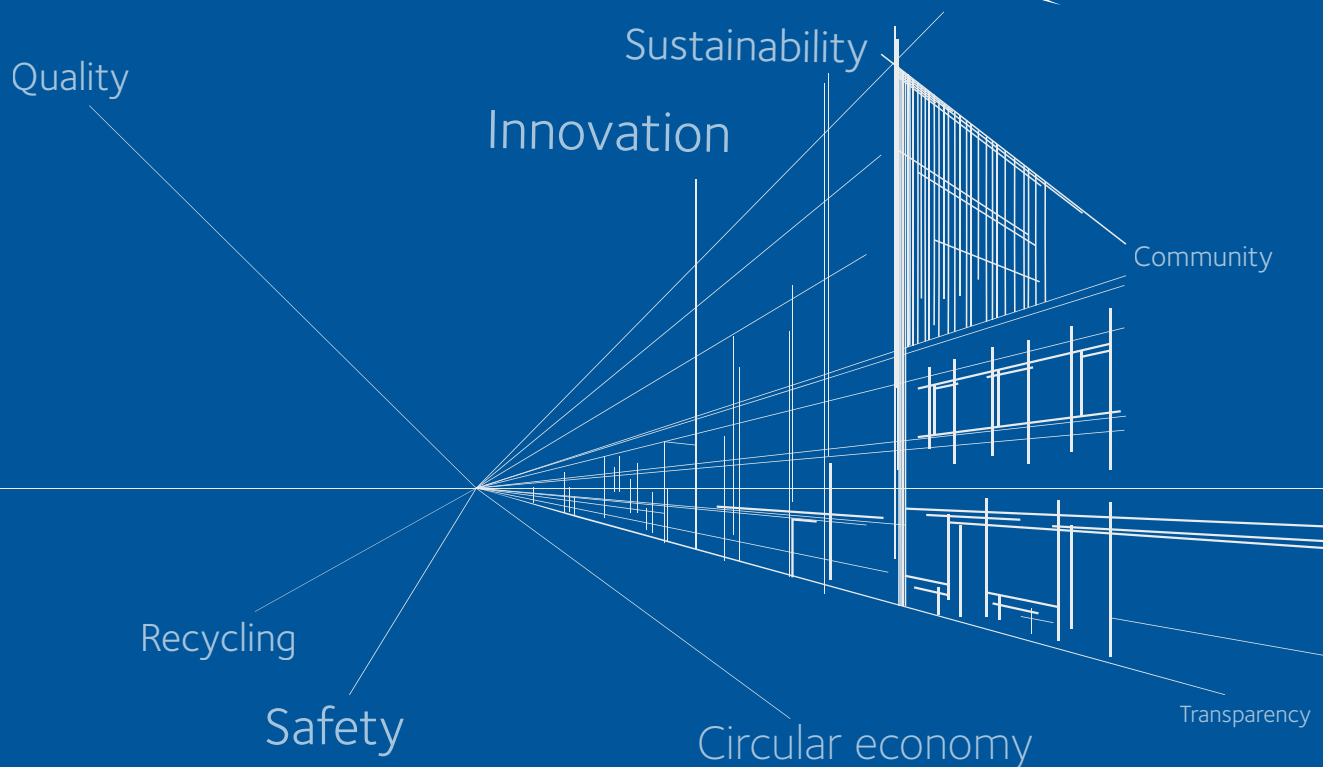 Sustainability
Quality
Innovation
Community
Recycling
Safety
Transparency
Circular economy